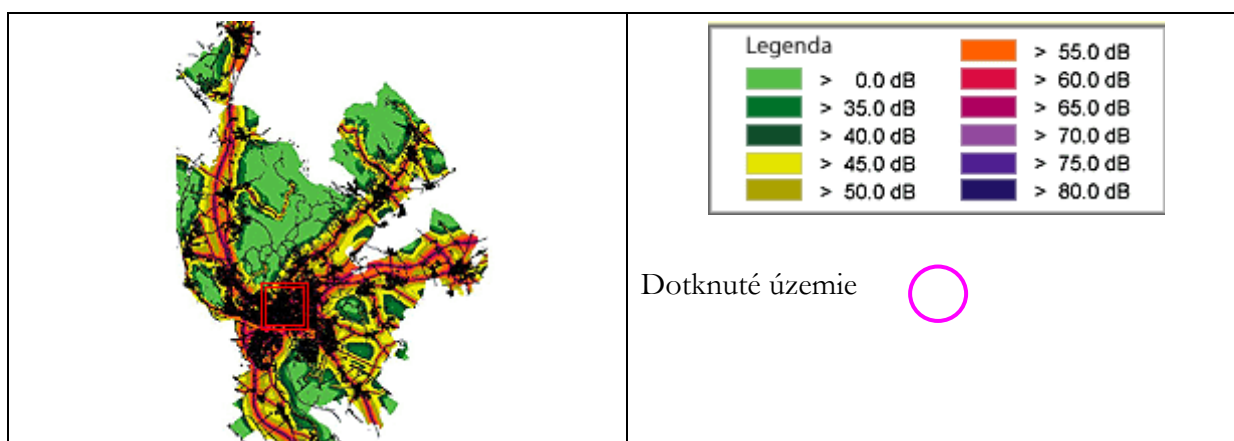 Legenda
> 0.0 dB
> 35.0 dB
> 40.0 dB
> 45.0 dB
> 50.0 dB
> 55.0 dB
> 60.0 dB
> 65.0 dB
> 70.0 dB
> 75.0 dB
> 80.0 dB
Dotknuté územie